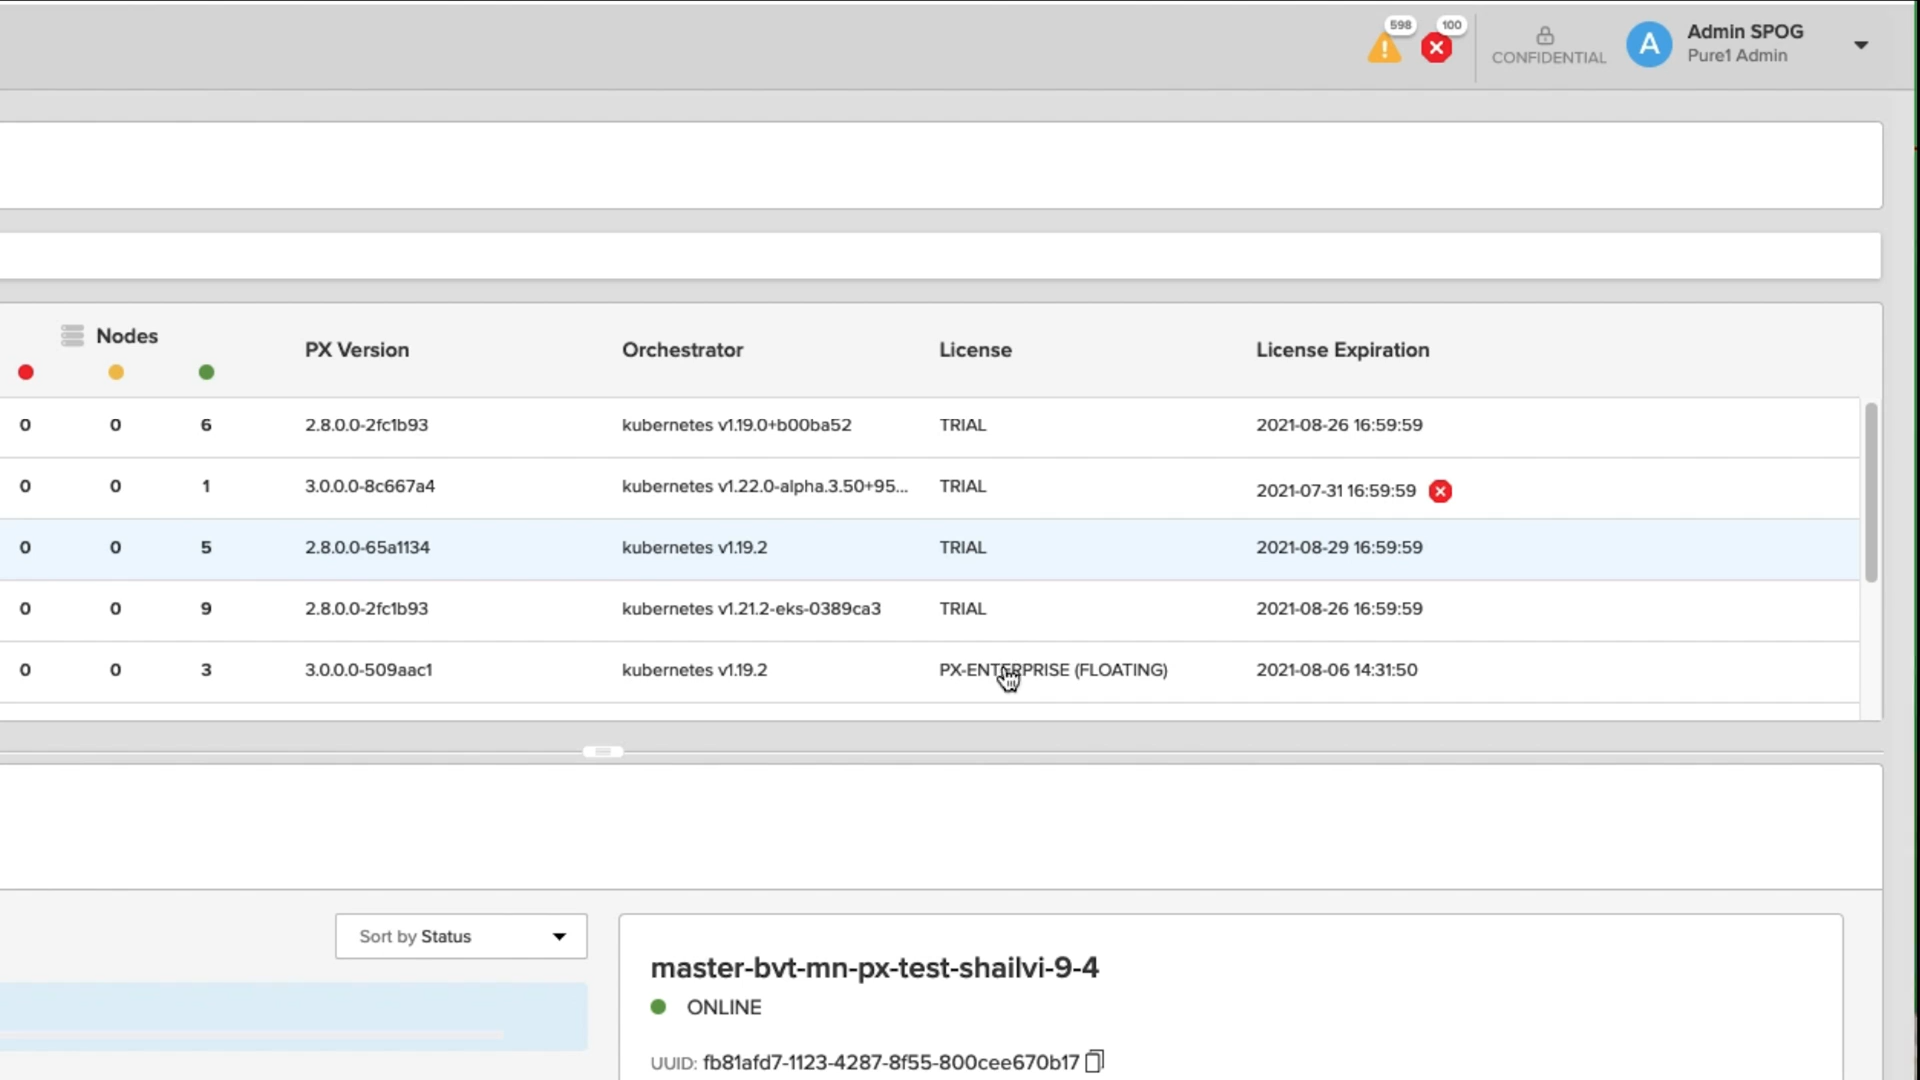 598 100
CONFIDENTIAL
A
Admin SPOG
Pure1 Admin
Nodes PX Version Orchestrator License License Expiration
0 0 6 2.8.0.0-2fc1b93 kubernetes v1.19.0+b00ba52 TRIAL 2021-08-26 16:59:59
0 0 1 3.0.0.0-8c667a4 kubernetes v1.22.0-alpha.3.50+95... TRIAL 2021-07-31 16:59:59
0 0 5 2.8.0.0-65a1134 kubernetes v1.19.2 TRIAL 2021-08-29 16:59:59
0 0 9 2.8.0.0-2fc1b93 kubernetes v1.21.2-eks-0389ca3 TRIAL 2021-08-26 16:59:59
0 0 3 3.0.0.0-509aac1 kubernetes v1.19.2 PX-ENTERPRISE (FLOATING) 2021-08-06 14:31:50
Sort by Status
master-bvt-mn-px-test-shailvi-9-4
ONLINE
UUID: fb81afd7-1123-4287-8f55-800cee670b17